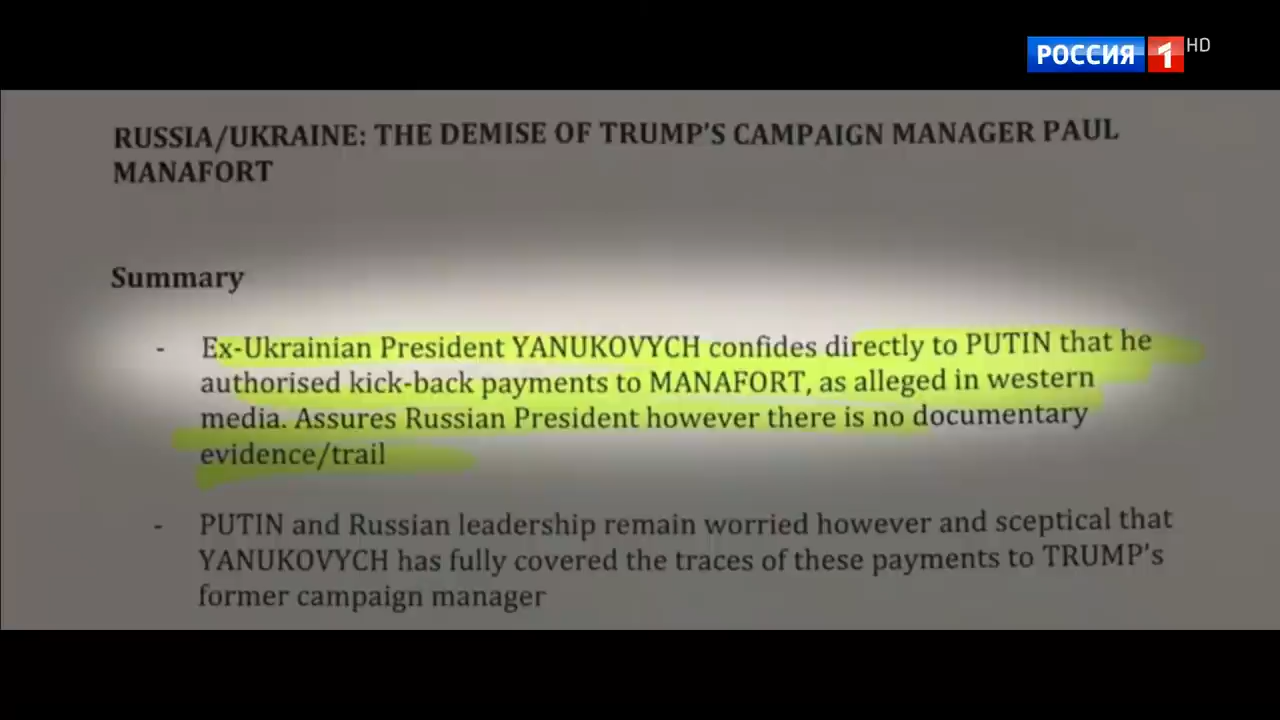 РОССИЯ 1 HD
RUSSIA/UKRAINE: THE DEMISE OF TRUMP'S CAMPAIGN MANAGER PAUL
MANAFORT
Summary
- Ex-Ukrainian President YANUKOVYCH confides directly to PUTIN that he
authorised kick-back payments to MANAFORT, as alleged in western
media. Assures Russian President however there is no documentary
evidence/trail
- PUTIN and Russian leadership remain worried however and sceptical that
YANUKOVYCH has fully covered the traces of these payments to TRUMP's
former campaign manager